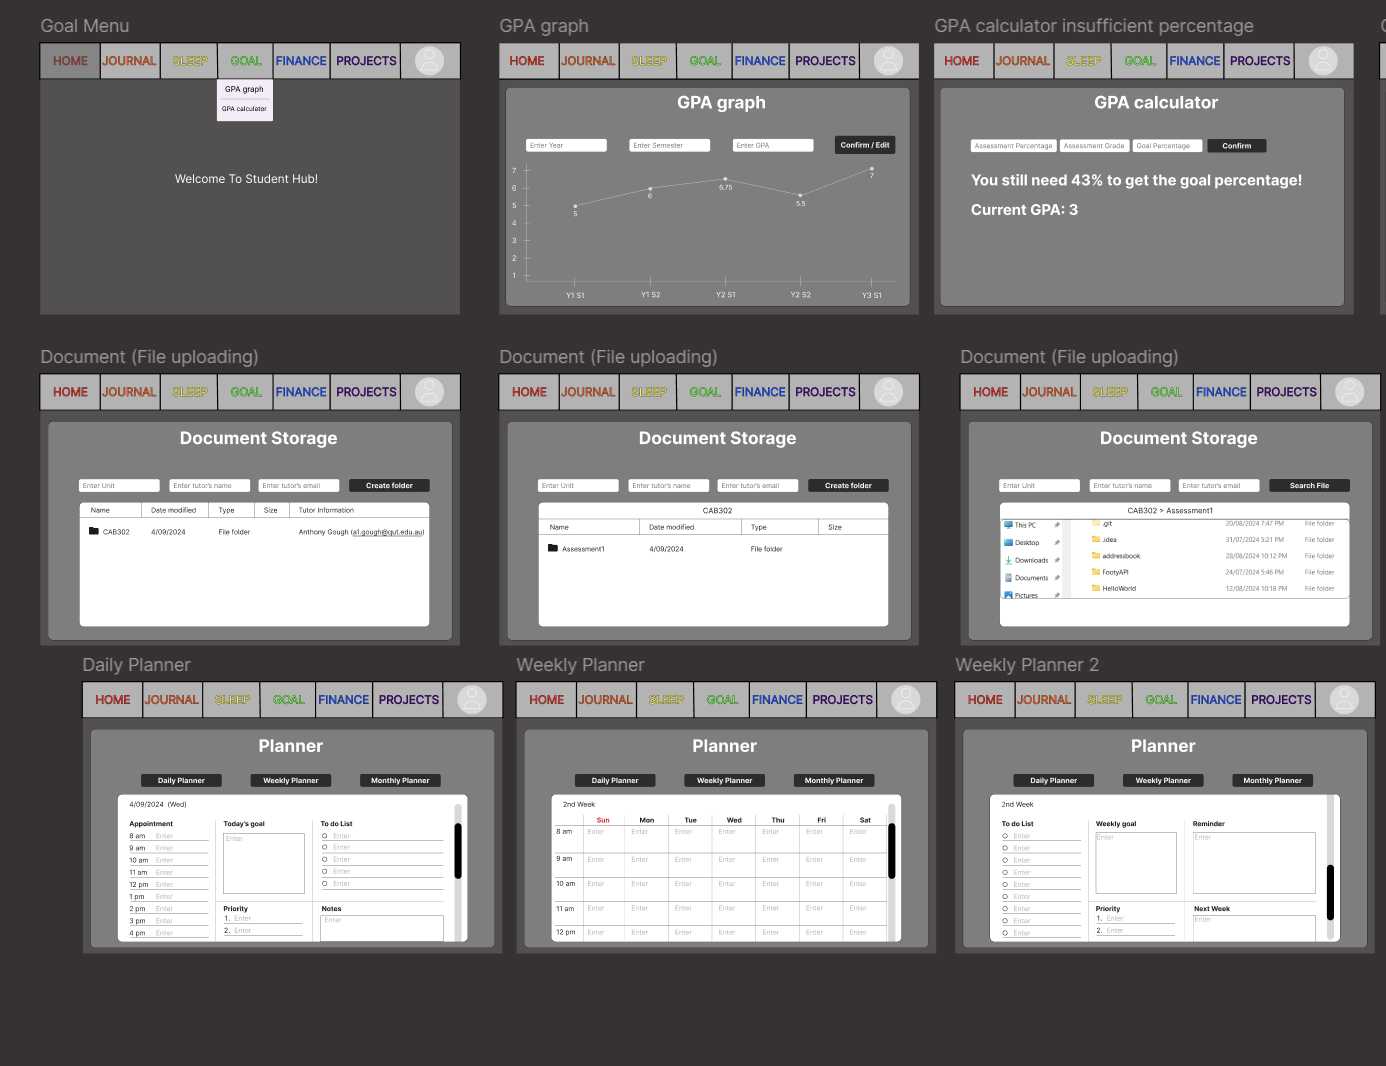 Goal Menu
HOME JOURNAL SLEEP GOAL FINANCE PROJECTS
GPA graph
GPA calculator
Welcome To Student Hub!
GPA graph
HOME JOURNAL SLEEP GOAL FINANCE PROJECTS
GPA graph
Enter Year Enter Semester Enter GPA Confirm / Edit
7
6
5
4
3
2
1
5 6 6.75 5.5 7
Y1 S1 Y1 S2 Y2 S1 Y2 S2 Y3 S1
GPA calculator insufficient percentage
HOME JOURNAL SLEEP GOAL FINANCE PROJECTS
GPA calculator
Assessment Percentage Assessment Grade Goal Percentage Confirm
You still need 43% to get the goal percentage!
Current GPA: 3
Document (File uploading)
HOME JOURNAL SLEEP GOAL FINANCE PROJECTS
Document Storage
Enter Unit Enter tutor's name Enter tutor's email Create folder
Name Date modified Type Size Tutor Information
CAB302 4/09/2024 File folder Anthony Gough (a1.gough@qut.edu.au)
Document (File uploading)
HOME JOURNAL SLEEP GOAL FINANCE PROJECTS
Document Storage
Enter Unit Enter tutor's name Enter tutor's email Create folder
CAB302
Name Date modified Type Size
Assessment1 4/09/2024 File folder
Document (File uploading)
HOME JOURNAL SLEEP GOAL FINANCE PROJECTS
Document Storage
Enter Unit Enter tutor's name Enter tutor's email Search File
CAB302 > Assessment1
This PC .git 20/08/2024 7:47 PM File folder
Desktop .idea 31/07/2024 5:21 PM File folder
Downloads addressbook 28/08/2024 10:12 PM File folder
Documents FootyAPI 24/07/2024 5:46 PM File folder
Pictures HelloWorld 12/08/2024 10:18 PM File folder
Daily Planner
HOME JOURNAL SLEEP GOAL FINANCE PROJECTS
Planner
Daily Planner Weekly Planner Monthly Planner
4/09/2024 (Wed)
Appointment Today's goal To do List
8 am Enter Enter Enter
9 am Enter Enter
10 am Enter Enter
11 am Enter Enter
12 pm Enter Enter
1 pm Enter
2 pm Enter Priority Notes
3 pm Enter 1. Enter Enter
4 pm Enter 2. Enter
Weekly Planner
HOME JOURNAL SLEEP GOAL FINANCE PROJECTS
Planner
Daily Planner Weekly Planner Monthly Planner
2nd Week
Sun Mon Tue Wed Thu Fri Sat
8 am Enter Enter Enter Enter Enter Enter Enter
9 am Enter Enter Enter Enter Enter Enter Enter
10 am Enter Enter Enter Enter Enter Enter Enter
11 am Enter Enter Enter Enter Enter Enter Enter
12 pm Enter Enter Enter Enter Enter Enter Enter
Weekly Planner 2
HOME JOURNAL SLEEP GOAL FINANCE PROJECTS
Planner
Daily Planner Weekly Planner Monthly Planner
2nd Week
To do List Weekly goal Reminder
Enter Enter Enter
Enter
Enter
Enter
Enter
Enter
Enter Priority Next Week
Enter 1. Enter Enter
Enter 2. Enter